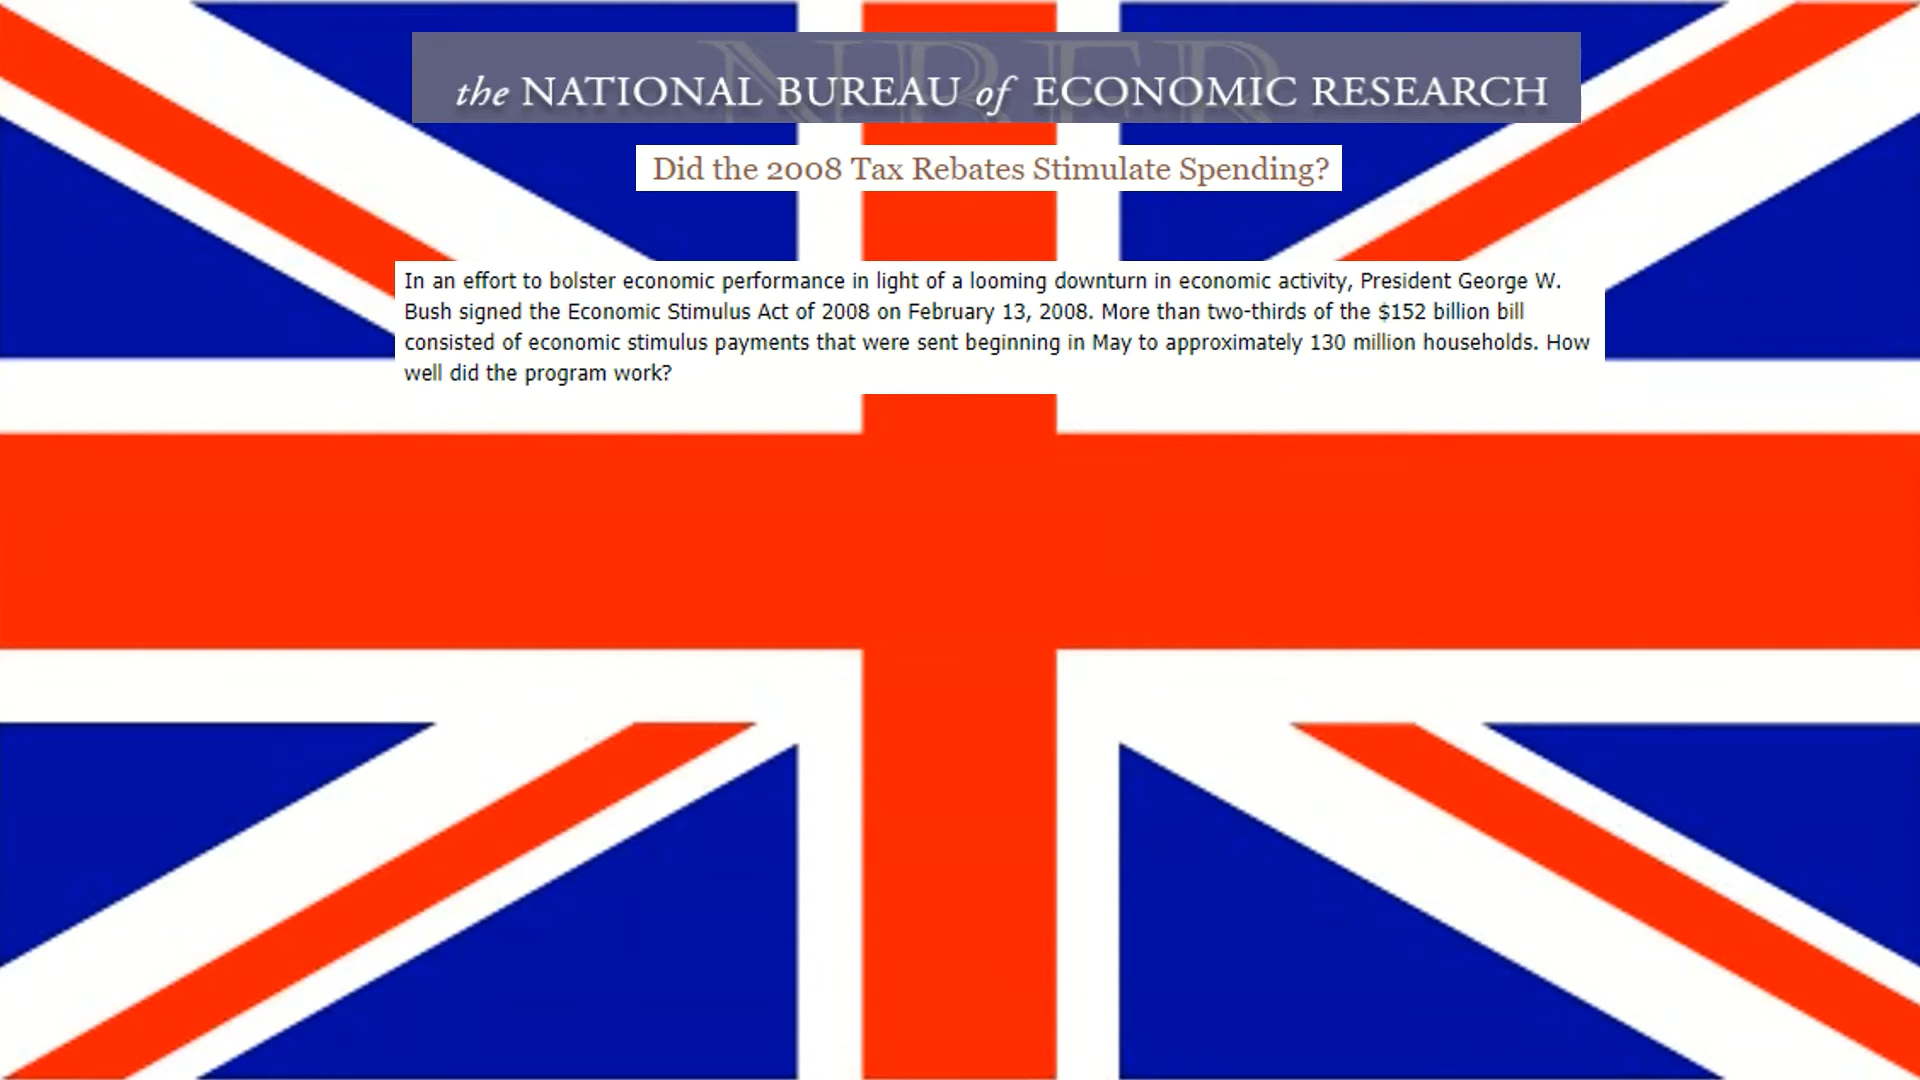 the NATIONAL BUREAU of ECONOMIC RESEARCH
Did the 2008 Tax Rebates Stimulate Spending?
In an effort to bolster economic performance in light of a looming downturn in economic activity, President George W.
Bush signed the Economic Stimulus Act of 2008 on February 13, 2008. More than two-thirds of the $152 billion bill
consisted of economic stimulus payments that were sent beginning in May to approximately 130 million households. How
well did the program work?